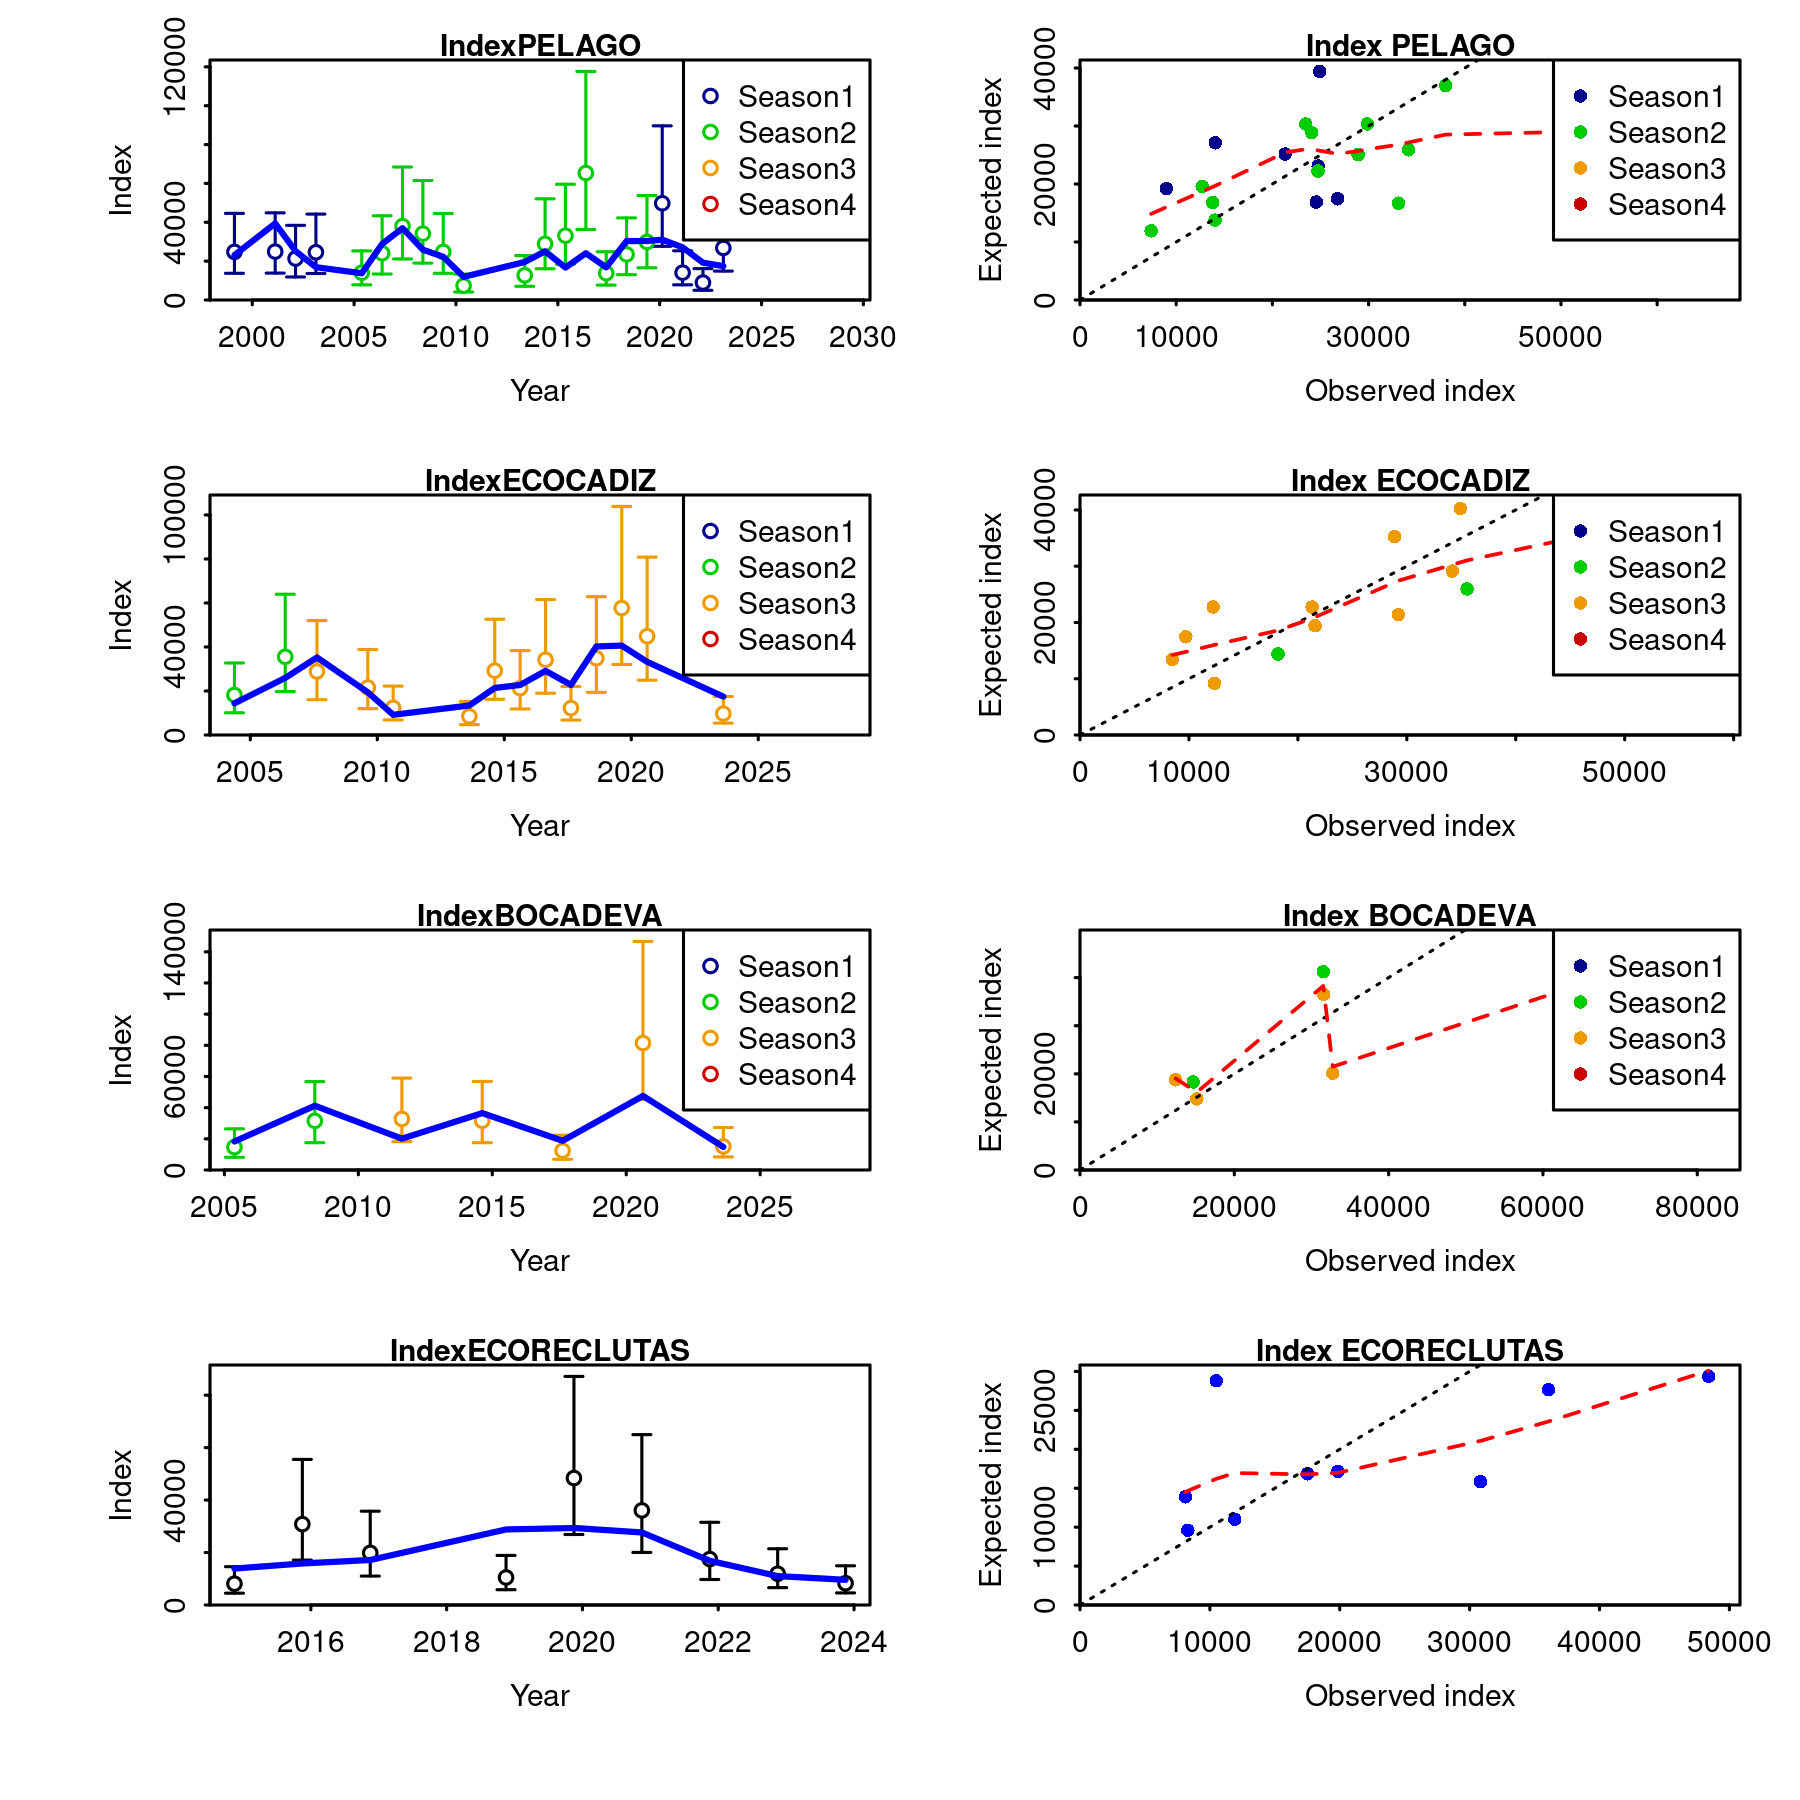 IndexPELAGO
Index
0
40000
120000
Season1
Season2
Season3
Season4
2000 2005 2010 2015 2020 2025 2030
Year
Index PELAGO
Expected index
0
20000
40000
Season1
Season2
Season3
Season4
0 10000 30000 50000
Observed index
IndexECOCADIZ
Index
0
40000
100000
Season1
Season2
Season3
Season4
2005 2010 2015 2020 2025
Year
Index ECOCADIZ
Expected index
0
20000
40000
Season1
Season2
Season3
Season4
0 10000 30000 50000
Observed index
IndexBOCADEVA
Index
0
60000
140000
Season1
Season2
Season3
Season4
2005 2010 2015 2020 2025
Year
Index BOCADEVA
Expected index
0
20000
Season1
Season2
Season3
Season4
0 20000 40000 60000 80000
Observed index
IndexECORECLUTAS
Index
0
40000
2016 2018 2020 2022 2024
Year
Index ECORECLUTAS
Expected index
0
10000
25000
0 10000 20000 30000 40000 50000
Observed index